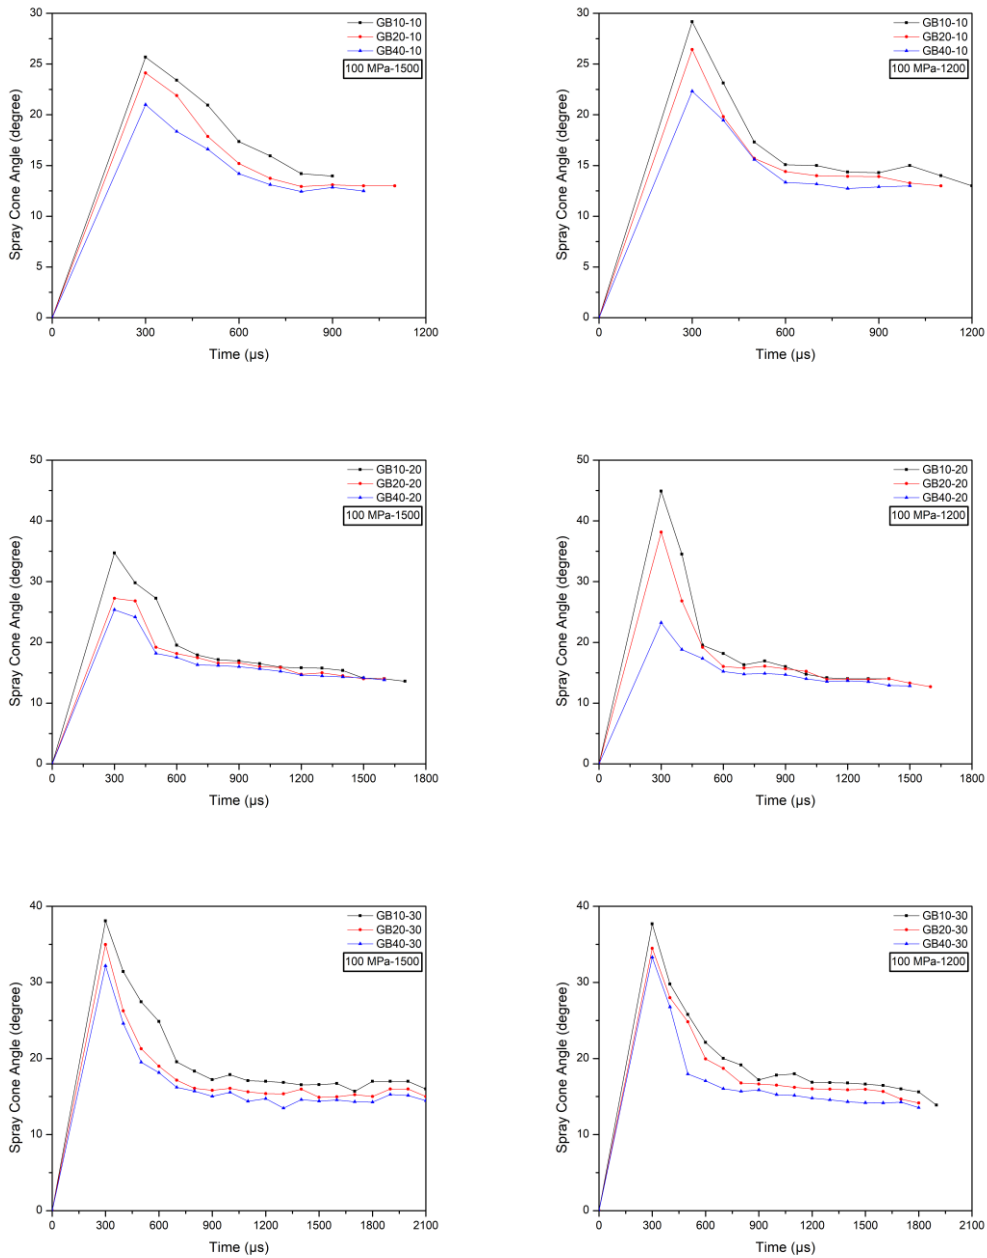 30
25
20
15
10
5
0
0 300 600 900 1200
Spray Cone Angle (degree)
Time (µs)
GB10-10
GB20-10
GB40-10
100 MPa-1500
30
25
20
15
10
5
0
0 300 600 900 1200
Spray Cone Angle (degree)
Time (µs)
GB10-10
GB20-10
GB40-10
100 MPa-1200
50
40
30
20
10
0
0 300 600 900 1200 1500 1800
Spray Cone Angle (degree)
Time (µs)
GB10-20
GB20-20
GB40-20
100 MPa-1500
50
40
30
20
10
0
0 300 600 900 1200 1500 1800
Spray Cone Angle (degree)
Time (µs)
GB10-20
GB20-20
GB40-20
100 MPa-1200
40
30
20
10
0
0 300 600 900 1200 1500 1800 2100
Spray Cone Angle (degree)
Time (µs)
GB10-30
GB20-30
GB40-30
100 MPa-1500
40
30
20
10
0
0 300 600 900 1200 1500 1800 2100
Spray Cone Angle (degree)
Time (µs)
GB10-30
GB20-30
GB40-30
100 MPa-1200